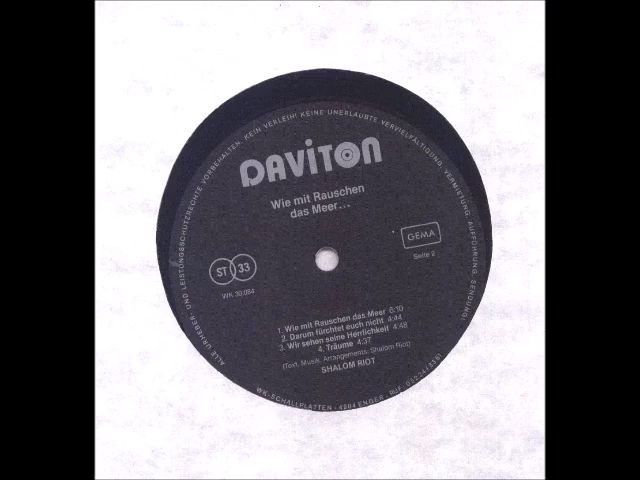 ALLE URHEBER- UND LEISTUNGSSCHUTZRECHTE VORBEHALTEN. KEIN VERLEIH! KEINE UNERLAUBTE VERVIELFÄLTIGUNG, VERMIETUNG, AUFFÜHRUNG, SENDUNG!
DAVITON
Wie mit Rauschen
das Meer...
GEMA
Seite 2
ST 33
WK 30.084
1. Wie mit Rauschen das Meer 6:10
2. Darum fürchtet euch nicht 4:44
3. Wir sehen seine Herrlichkeit 4:48
4. Träume 4:37
(Text, Musik, Arrangements: Shalom Riot)
SHALOM RIOT
WK-SCHALLPLATTEN - 4904 ENGER - RUF